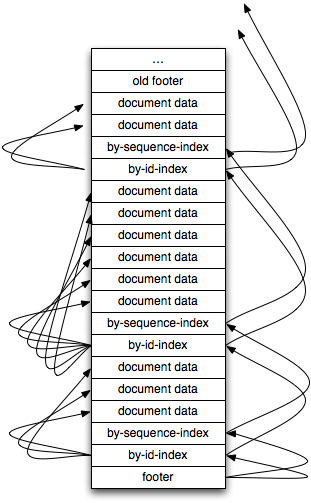 ...
old footer
document data
document data
by-sequence-index
by-id-index
document data
document data
document data
document data
document data
document data
by-sequence-index
by-id-index
document data
document data
document data
by-sequence-index
by-id-index
footer